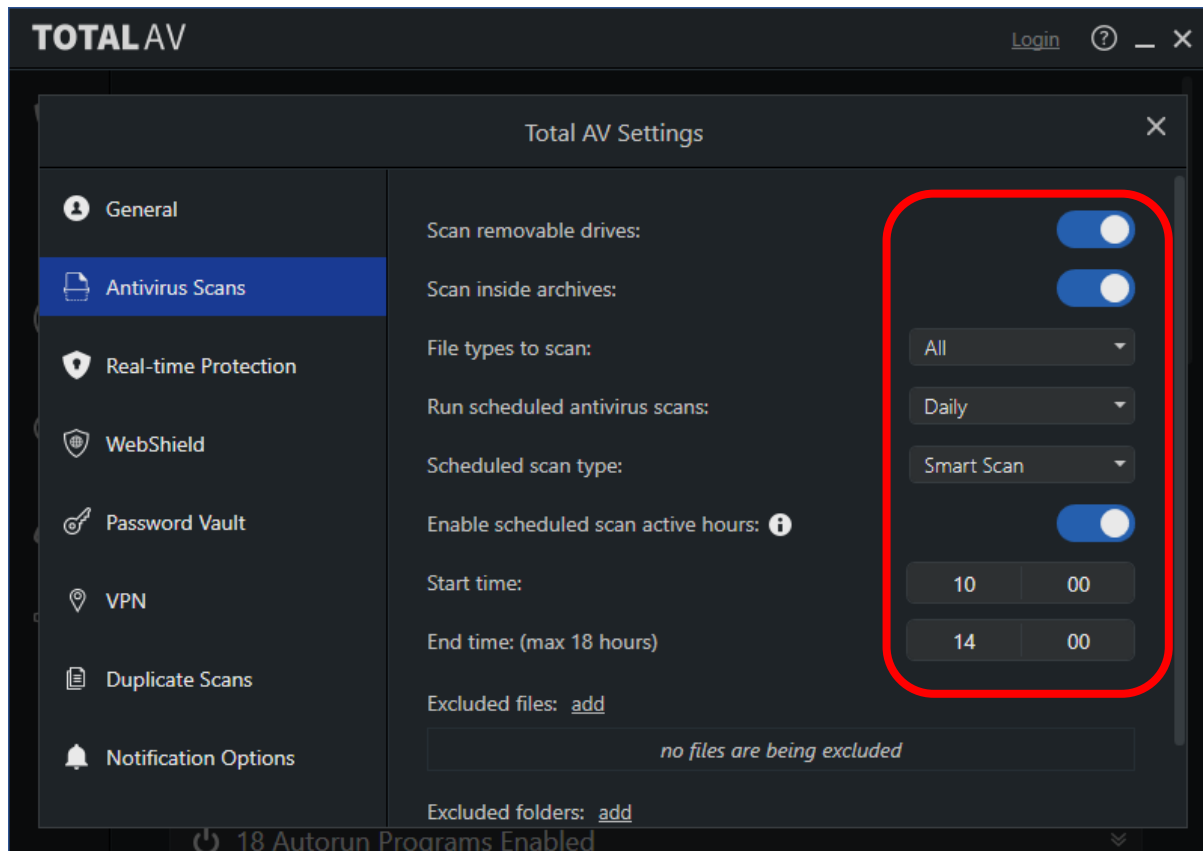 TOTALAV
Login
Total AV Settings
General
Antivirus Scans
Real-time Protection
WebShield
Password Vault
VPN
Duplicate Scans
Notification Options
Scan removable drives:
Scan inside archives:
File types to scan: All
Run scheduled antivirus scans: Daily
Scheduled scan type: Smart Scan
Enable scheduled scan active hours:
Start time: 10 00
End time: (max 18 hours) 14 00
Excluded files: add
no files are being excluded
Excluded folders: add
18 Autorun Programs Enabled